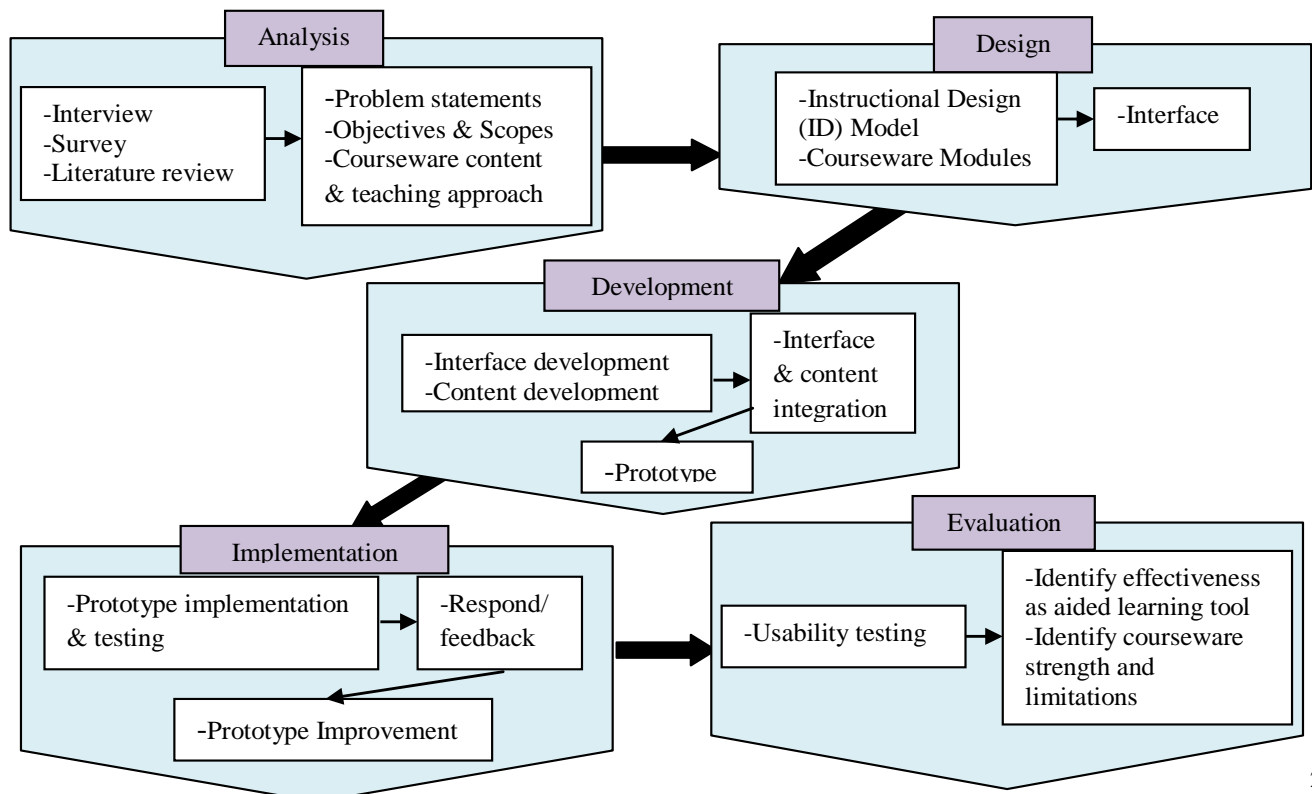 Analysis
-Interview
-Survey
-Literature review
-Problem statements
-Objectives & Scopes
-Courseware content
& teaching approach
Design
-Instructional Design
(ID) Model
-Courseware Modules
-Interface
Development
-Interface development
-Content development
-Interface
& content
integration
-Prototype
Implementation
-Prototype implementation
& testing
-Respond/
feedback
-Prototype Improvement
Evaluation
-Usability testing
-Identify effectiveness
as aided learning tool
-Identify courseware
strength and
limitations